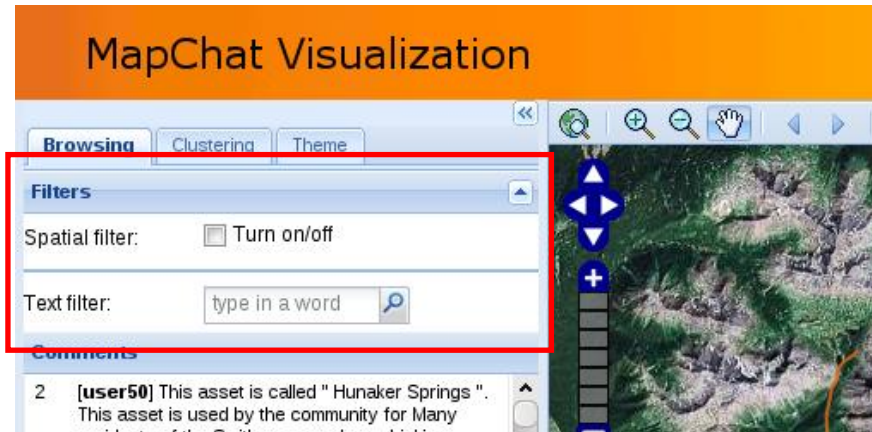 MapChat Visualization
Browsing Clustering Theme
Filters
Spatial filter: Turn on/off
Text filter: type in a word
Comments
2 [user50] This asset is called " Hunaker Springs ".
This asset is used by the community for Many